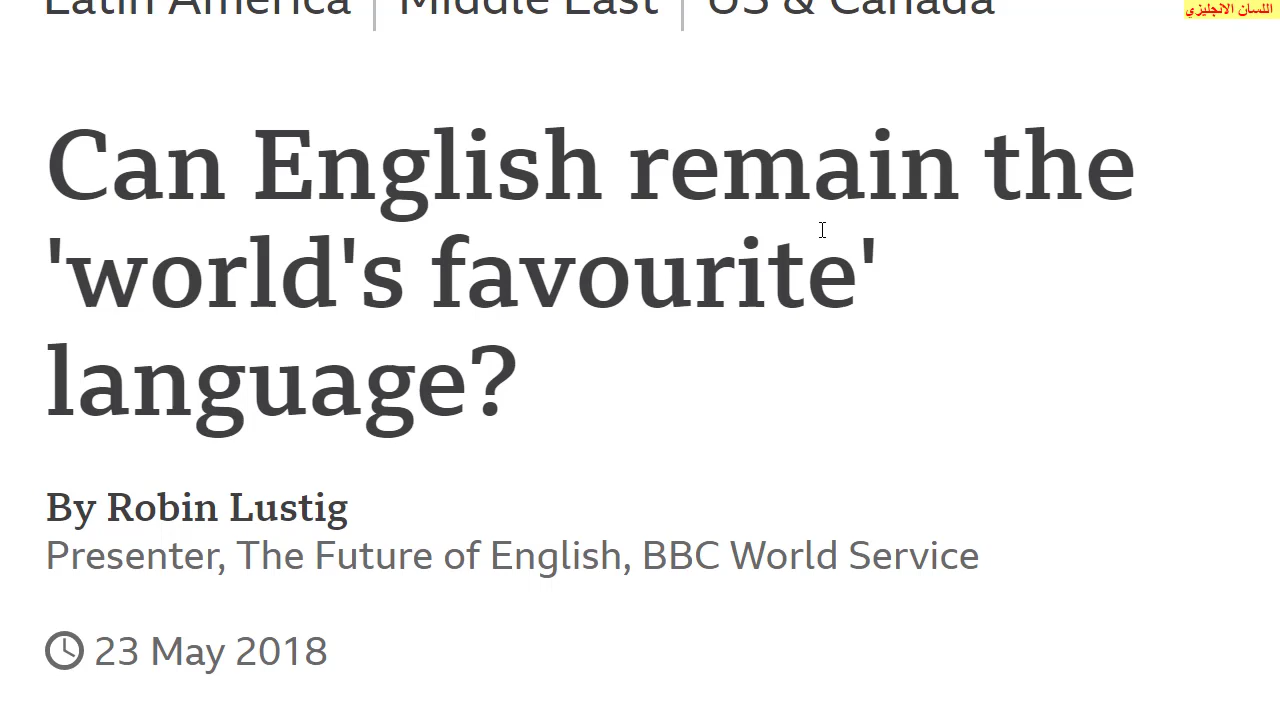 Latin America Middle East US & Canada
اللسان الانجليزي
Can English remain the
'world's favourite'
language?
By Robin Lustig
Presenter, The Future of English, BBC World Service
23 May 2018